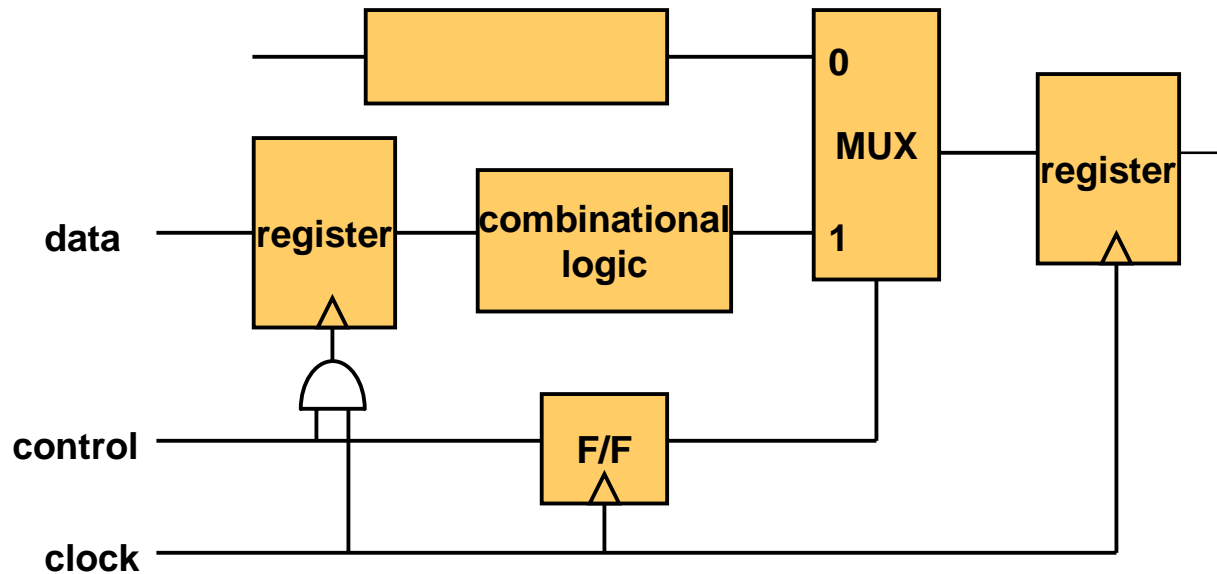 0
MUX
register
data
register
combinational
logic
1
control
F/F
clock